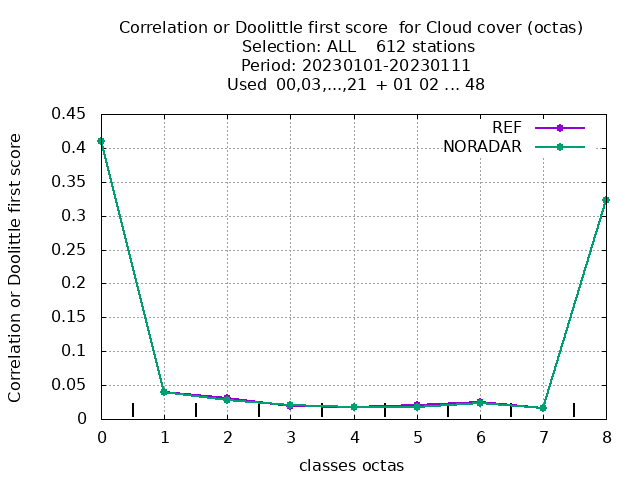 Correlation or Doolittle first score  for Cloud cover (octas)
Selection: ALL    612 stations
Period: 20230101-20230111
Used  00,03,...,21  + 01 02 ... 48
REF
NORADAR
0.45
0.4
0.35
0.3
0.25
0.2
0.15
0.1
0.05
0
Correlation or Doolittle first score
0 1 2 3 4 5 6 7 8
classes octas